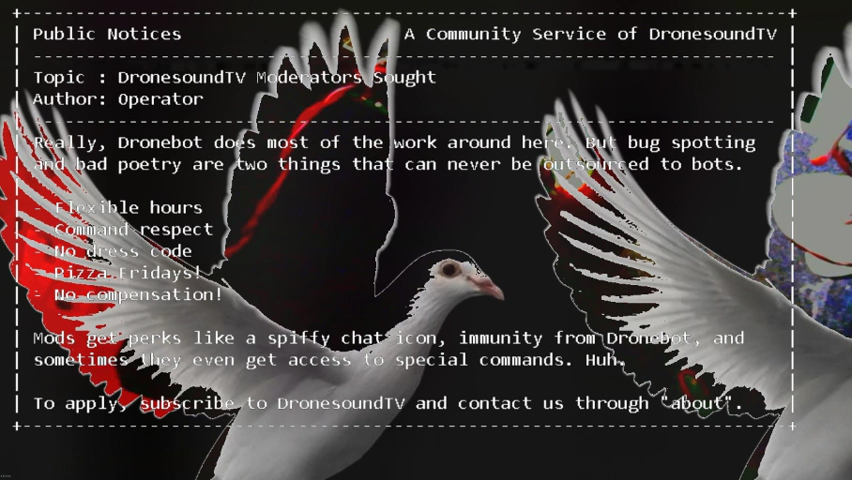 Public Notices A Community Service of DronesoundTV
Topic : DronesoundTV Moderators Sought
Author: Operator
Really, Dronebot does most of the work around here. But bug spotting
and bad poetry are two things that can never be outsourced to bots.
- Flexible hours
- Command respect
- No dress code
- Pizza Fridays!
- No compensation!
Mods get perks like a spiffy chat icon, immunity from Dronebot, and
sometimes they even get access to special commands. Huh.
To apply, subscribe to DronesoundTV and contact us through "about".